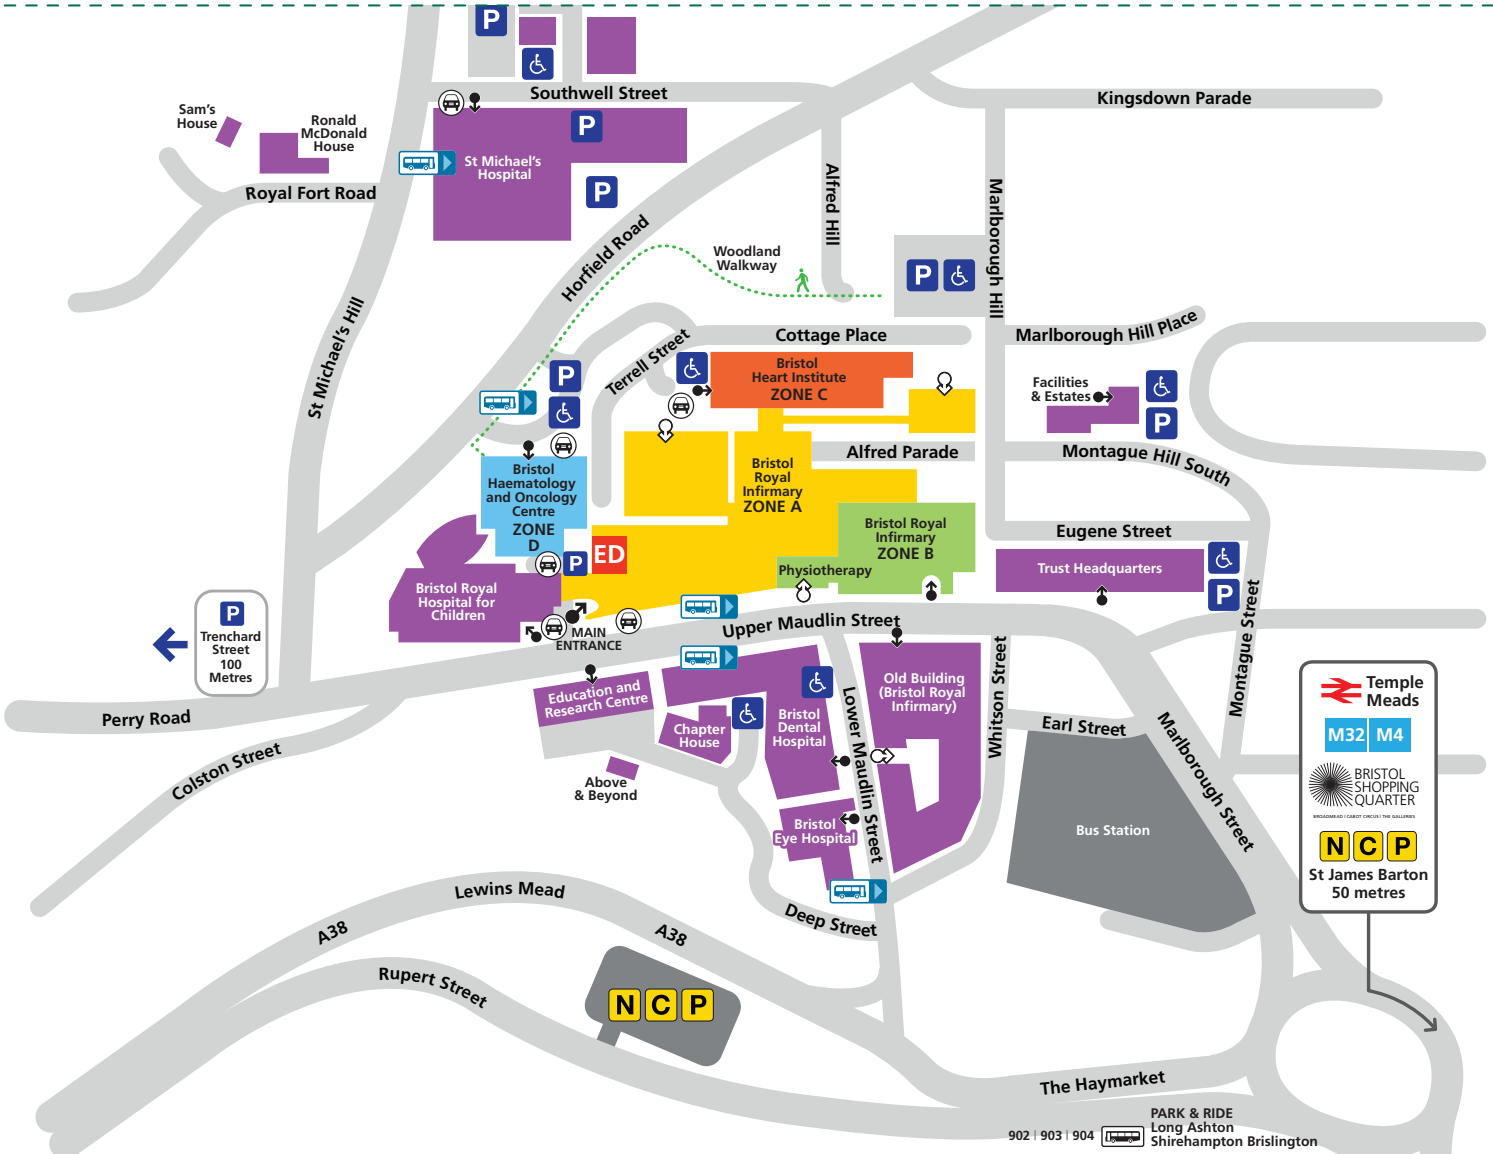 P
Southwell Street
Kingsdown Parade
Sam's
House
Ronald
McDonald
House
P
St Michael's
Hospital
P
Royal Fort Road
Alfred Hill
Marlborough Hill
Horfield Road
Woodland
Walkway
P
St Michael's Hill
Cottage Place
Marlborough Hill Place
Terrell Street
P
Bristol
Heart Institute
ZONE C
Facilities
& Estates
P
Alfred Parade
Montague Hill South
Bristol
Haematology
and Oncology
Centre
ZONE
D
Bristol
Royal
Infirmary
ZONE A
Bristol Royal
Infirmary
ZONE B
Eugene Street
ED
P
Physiotherapy
Trust Headquarters
P
Bristol Royal
Hospital for
Children
MAIN
ENTRANCE
Upper Maudlin Street
Montague Street
P
Trenchard
Street
100
Metres
Perry Road
Colston Street
Education and
Research Centre
Chapter
House
Bristol
Dental
Hospital
Lower Maudlin Street
Old Building
(Bristol Royal
Infirmary)
Whitson Street
Earl Street
Marlborough Street
Above
& Beyond
Bristol
Eye Hospital
Bus Station
Temple
Meads
M32 M4
BRISTOL
SHOPPING
QUARTER
BROADMEAD | CABOT CIRCUS | THE GALLERIES
NCP
St James Barton
50 metres
Deep Street
Lewins Mead
A38
A38
Rupert Street
NCP
The Haymarket
902 | 903 | 904
PARK & RIDE
Long Ashton
Shirehampton Brislington